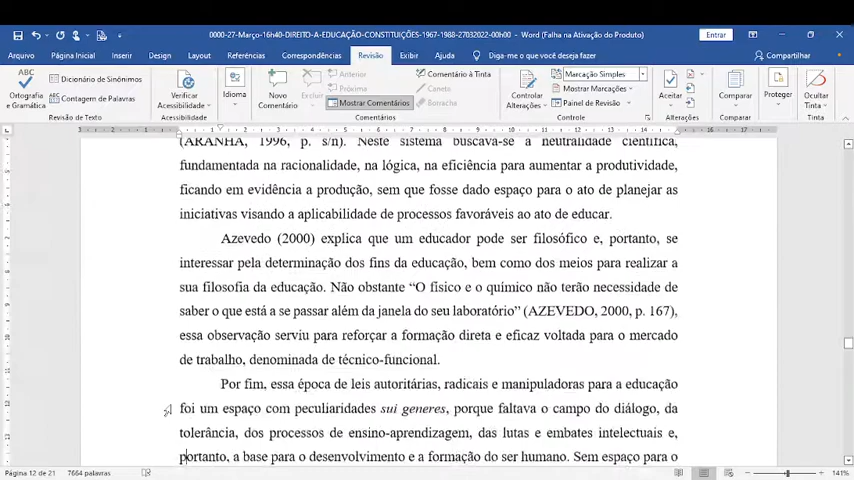 0000-27-Março-16h40-DIREITO-A-EDUCAÇÃO-CONSTITUIÇÕES-1967-1988-27032022-00h00 - Word (Falha na Ativação do Produto)
Entrar
Arquivo Página Inicial Inserir Design Layout Referências Correspondências Revisão Exibir Ajuda Diga-me o que você deseja fazer Compartilhar
Ortografia e Gramática
Dicionário de Sinônimos
Contagem de Palavras
Verificar Acessibilidade
Idioma
Novo Comentário
Excluir
Anterior
Próxima
Mostrar Comentários
Comentário à Tinta
Caneta
Borracha
Comentários
Controlar Alterações
Marcação Simples
Mostrar Marcações
Painel de Revisão
Controle
Aceitar
Alterações
Comparar
Comparar
Proteger
Ocultar Tinta
Tinta
(ARANHA, 1996, p. s/n). Neste sistema buscava-se a neutralidade científica,
fundamentada na racionalidade, na lógica, na eficiência para aumentar a produtividade,
ficando em evidência a produção, sem que fosse dado espaço para o ato de planejar as
iniciativas visando a aplicabilidade de processos favoráveis ao ato de educar.
Azevedo (2000) explica que um educador pode ser filosófico e, portanto, se
interessar pela determinação dos fins da educação, bem como dos meios para realizar a
sua filosofia da educação. Não obstante “O físico e o químico não terão necessidade de
saber o que está a se passar além da janela do seu laboratório” (AZEVEDO, 2000, p. 167),
essa observação serviu para reforçar a formação direta e eficaz voltada para o mercado
de trabalho, denominada de técnico-funcional.
Por fim, essa época de leis autoritárias, radicais e manipuladoras para a educação
foi um espaço com peculiaridades sui generes, porque faltava o campo do diálogo, da
tolerância, dos processos de ensino-aprendizagem, das lutas e embates intelectuais e,
portanto, a base para o desenvolvimento e a formação do ser humano. Sem espaço para o
Página 12 de 21 7664 palavras
141%